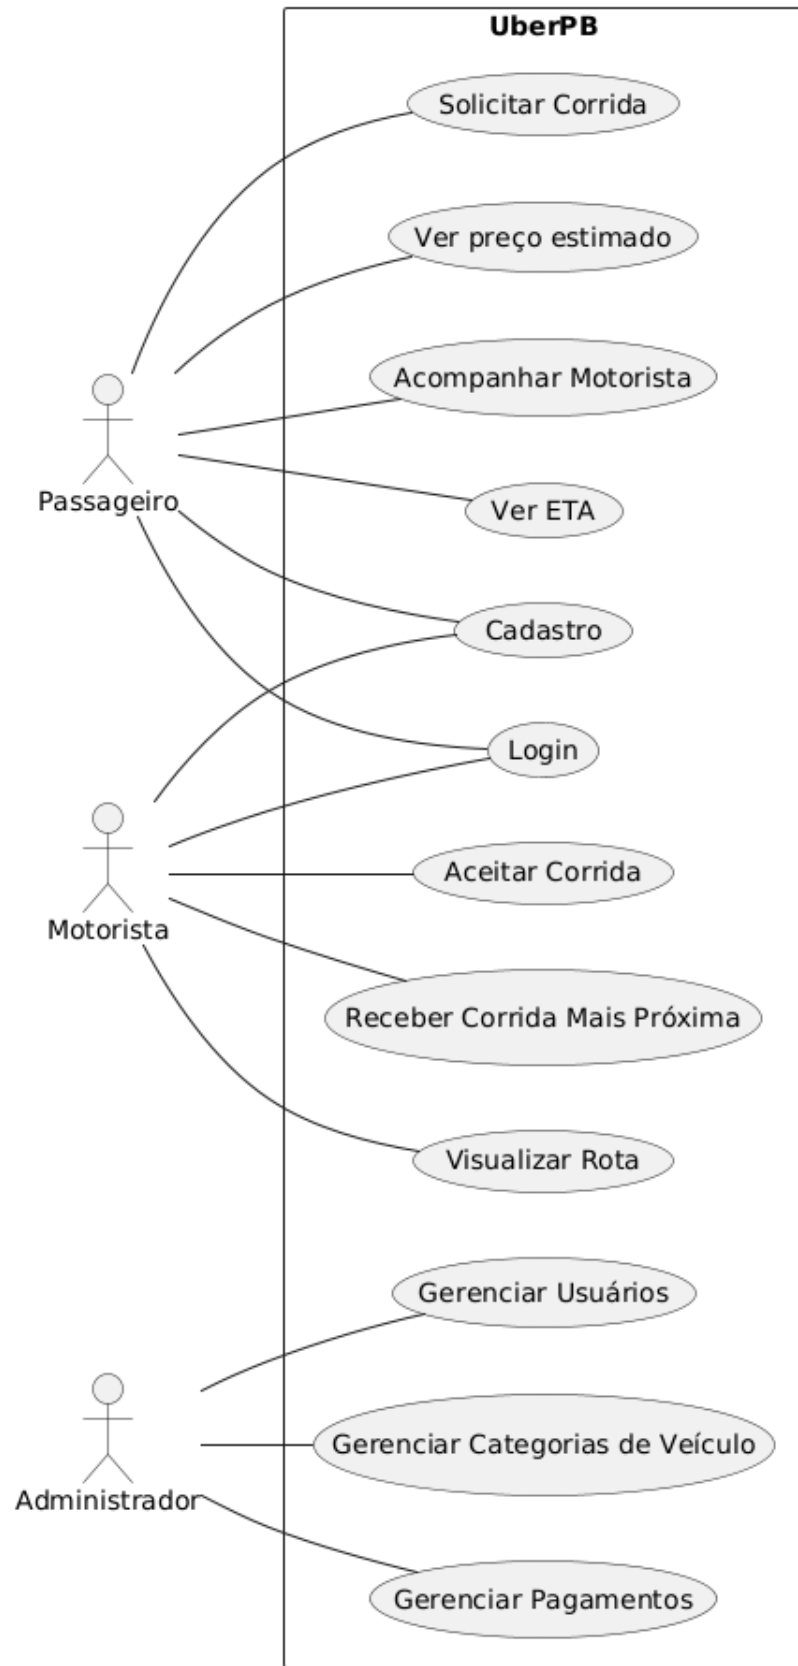 UberPB
Solicitar Corrida
Ver preço estimado
Acompanhar Motorista
Passageiro
Ver ETA
Cadastro
Login
Aceitar Corrida
Motorista
Receber Corrida Mais Próxima
Visualizar Rota
Gerenciar Usuários
Gerenciar Categorias de Veículo
Administrador
Gerenciar Pagamentos